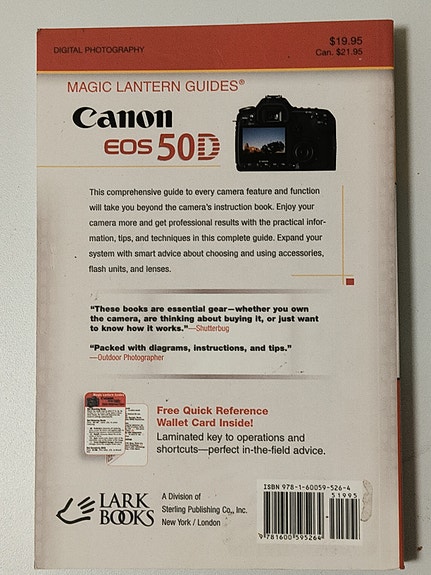 DIGITAL PHOTOGRAPHY
$19.95
Can. $21.95
MAGIC LANTERN GUIDES®
Canon
EOS 50D
This comprehensive guide to every camera feature and function
will take you beyond the camera's instruction book. Enjoy your
camera more and get professional results with the practical infor-
mation, tips, and techniques in this complete guide. Expand your
system with smart advice about choosing and using accessories,
flash units, and lenses.
“These books are essential gear—whether you own
the camera, are thinking about buying it, or just want
to know how it works.”—Shutterbug
“Packed with diagrams, instructions, and tips.”
—Outdoor Photographer
Magic Lantern Guides
Free Quick Reference
Wallet Card Inside!
Laminated key to operations and
shortcuts—perfect in-the-field advice.
LARK
BOOKS
A Division of
Sterling Publishing Co., Inc.
New York / London
ISBN 978-1-60059-526-4
51995
9 781600 595264